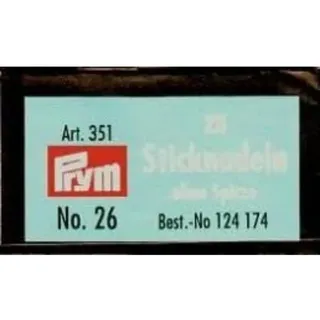 Art. 351
Prym
No. 26
Sticknadeln
ohne Spitze
Best.-No 124 174